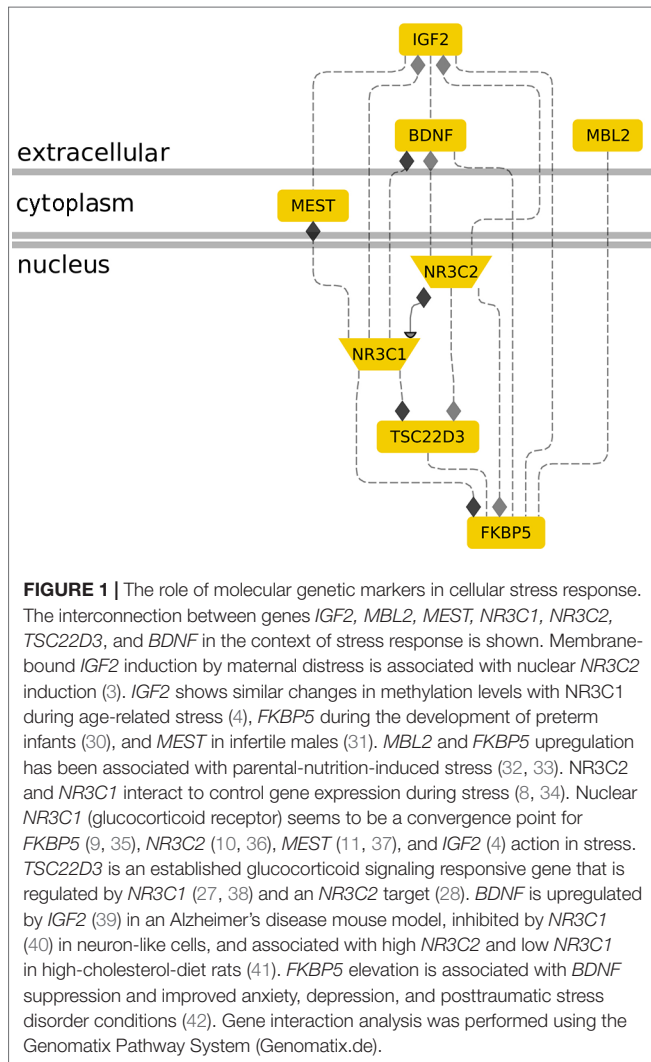 IGF2
BDNF
MBL2
extracellular
cytoplasm
MEST
nucleus
NR3C2
NR3C1
TSC22D3
FKBP5
FIGURE 1 | The role of molecular genetic markers in cellular stress response.
The interconnection between genes IGF2, MBL2, MEST, NR3C1, NR3C2,
TSC22D3, and BDNF in the context of stress response is shown. Membrane-
bound IGF2 induction by maternal distress is associated with nuclear NR3C2
induction (3). IGF2 shows similar changes in methylation levels with NR3C1
during age-related stress (4), FKBP5 during the development of preterm
infants (30), and MEST in infertile males (31). MBL2 and FKBP5 upregulation
has been associated with parental-nutrition-induced stress (32, 33). NR3C2
and NR3C1 interact to control gene expression during stress (8, 34). Nuclear
NR3C1 (glucocorticoid receptor) seems to be a convergence point for
FKBP5 (9, 35), NR3C2 (10, 36), MEST (11, 37), and IGF2 (4) action in stress.
TSC22D3 is an established glucocorticoid signaling responsive gene that is
regulated by NR3C1 (27, 38) and an NR3C2 target (28). BDNF is upregulated
by IGF2 (39) in an Alzheimer's disease mouse model, inhibited by NR3C1
(40) in neuron-like cells, and associated with high NR3C2 and low NR3C1
in high-cholesterol-diet rats (41). FKBP5 elevation is associated with BDNF
suppression and improved anxiety, depression, and posttraumatic stress
disorder conditions (42). Gene interaction analysis was performed using the
Genomatix Pathway System (Genomatix.de).